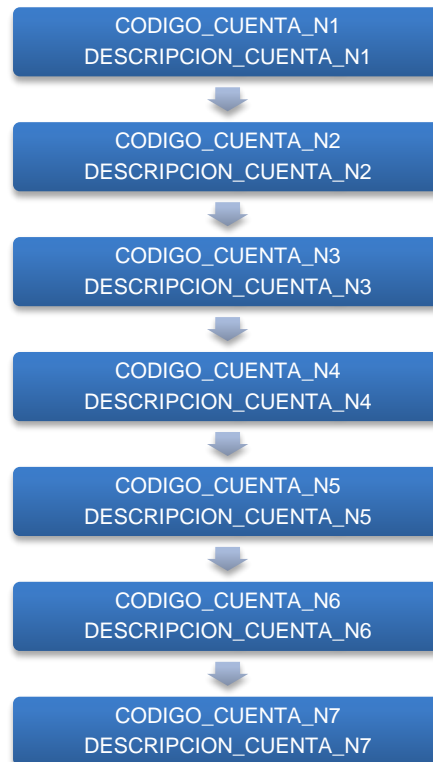 CODIGO_CUENTA_N1
DESCRIPCION_CUENTA_N1
CODIGO_CUENTA_N2
DESCRIPCION_CUENTA_N2
CODIGO_CUENTA_N3
DESCRIPCION_CUENTA_N3
CODIGO_CUENTA_N4
DESCRIPCION_CUENTA_N4
CODIGO_CUENTA_N5
DESCRIPCION_CUENTA_N5
CODIGO_CUENTA_N6
DESCRIPCION_CUENTA_N6
CODIGO_CUENTA_N7
DESCRIPCION_CUENTA_N7